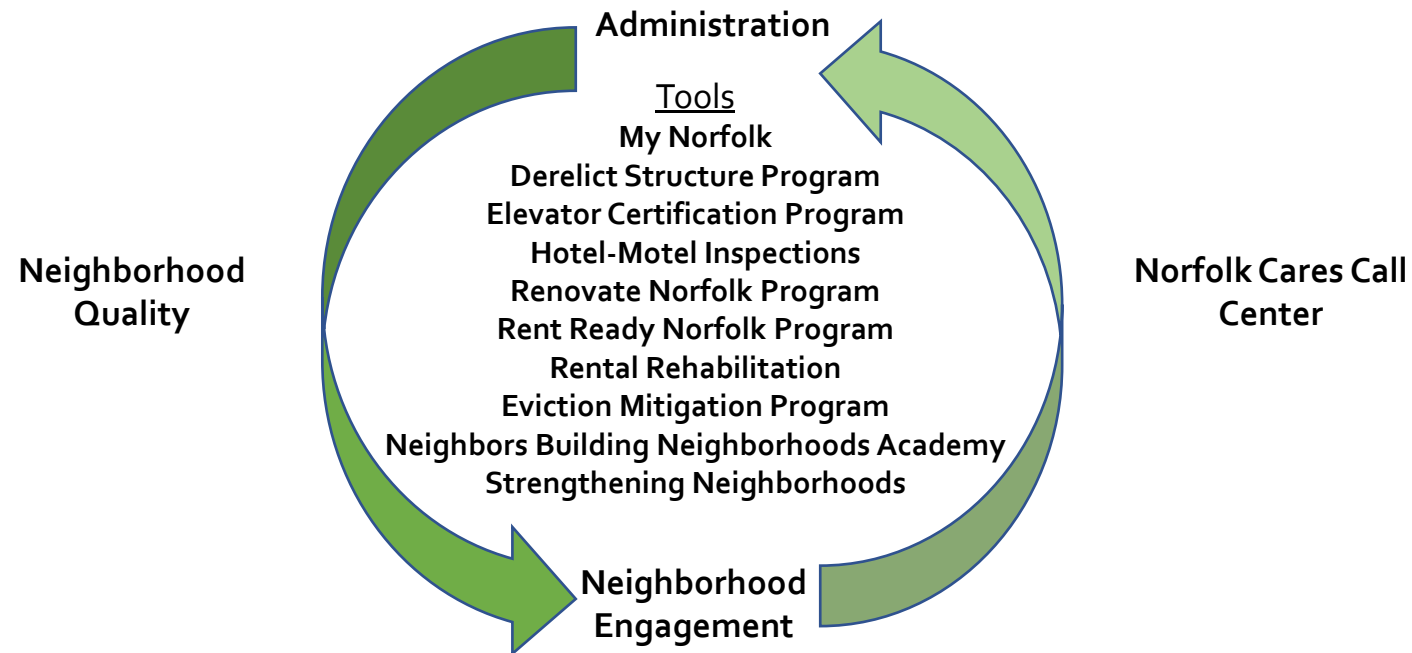 Administration
Tools
My Norfolk
Derelict Structure Program
Elevator Certification Program
Hotel-Motel Inspections
Renovate Norfolk Program
Rent Ready Norfolk Program
Rental Rehabilitation
Eviction Mitigation Program
Neighbors Building Neighborhoods Academy
Strengthening Neighborhoods
Neighborhood
Quality
Norfolk Cares Call
Center
Neighborhood
Engagement